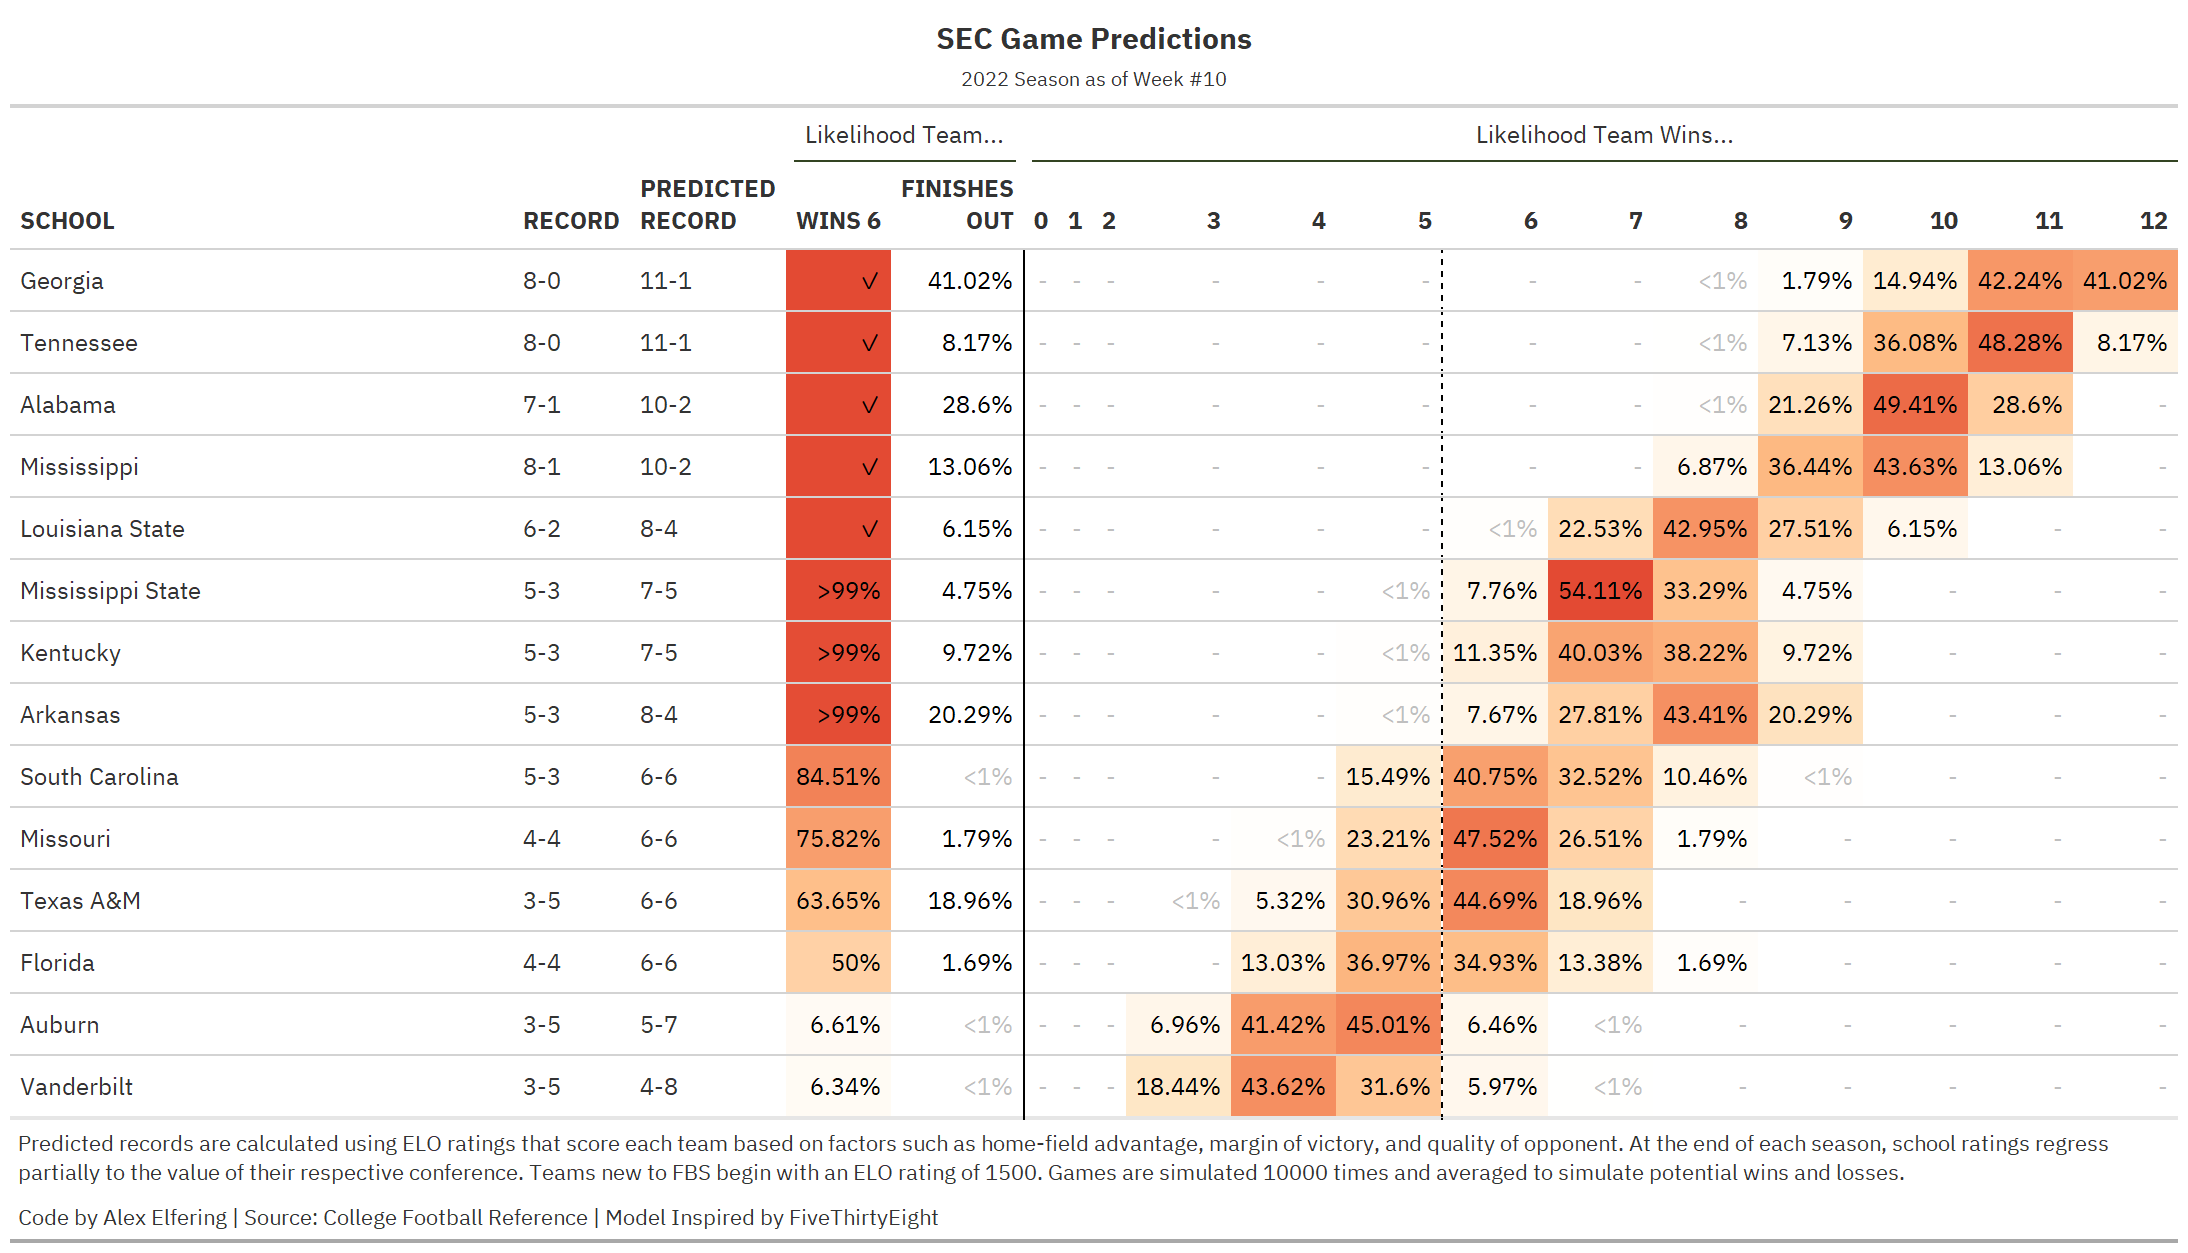 SEC Game Predictions
2022 Season as of Week #10
Likelihood Team... Likelihood Team Wins...
SCHOOL RECORD PREDICTED RECORD WINS 6 FINISHES OUT 0 1 2 3 4 5 6 7 8 9 10 11 12
Georgia 8-0 11-1 ✓ 41.02% - - - - - - - - <1% 1.79% 14.94% 42.24% 41.02%
Tennessee 8-0 11-1 ✓ 8.17% - - - - - - - - <1% 7.13% 36.08% 48.28% 8.17%
Alabama 7-1 10-2 ✓ 28.6% - - - - - - - - <1% 21.26% 49.41% 28.6% -
Mississippi 8-1 10-2 ✓ 13.06% - - - - - - - - 6.87% 36.44% 43.63% 13.06% -
Louisiana State 6-2 8-4 ✓ 6.15% - - - - - - <1% 22.53% 42.95% 27.51% 6.15% - -
Mississippi State 5-3 7-5 >99% 4.75% - - - - - <1% 7.76% 54.11% 33.29% 4.75% - - -
Kentucky 5-3 7-5 >99% 9.72% - - - - - <1% 11.35% 40.03% 38.22% 9.72% - - -
Arkansas 5-3 8-4 >99% 20.29% - - - - - <1% 7.67% 27.81% 43.41% 20.29% - - -
South Carolina 5-3 6-6 84.51% <1% - - - - - 15.49% 40.75% 32.52% 10.46% <1% - - -
Missouri 4-4 6-6 75.82% 1.79% - - - - <1% 23.21% 47.52% 26.51% 1.79% - - - -
Texas A&M 3-5 6-6 63.65% 18.96% - - - <1% 5.32% 30.96% 44.69% 18.96% - - - - -
Florida 4-4 6-6 50% 1.69% - - - - 13.03% 36.97% 34.93% 13.38% 1.69% - - - -
Auburn 3-5 5-7 6.61% <1% - - - 6.96% 41.42% 45.01% 6.46% <1% - - - - -
Vanderbilt 3-5 4-8 6.34% <1% - - - 18.44% 43.62% 31.6% 5.97% <1% - - - - -
Predicted records are calculated using ELO ratings that score each team based on factors such as home-field advantage, margin of victory, and quality of opponent. At the end of each season, school ratings regress
partially to the value of their respective conference. Teams new to FBS begin with an ELO rating of 1500. Games are simulated 10000 times and averaged to simulate potential wins and losses.
Code by Alex Elfering | Source: College Football Reference | Model Inspired by FiveThirtyEight